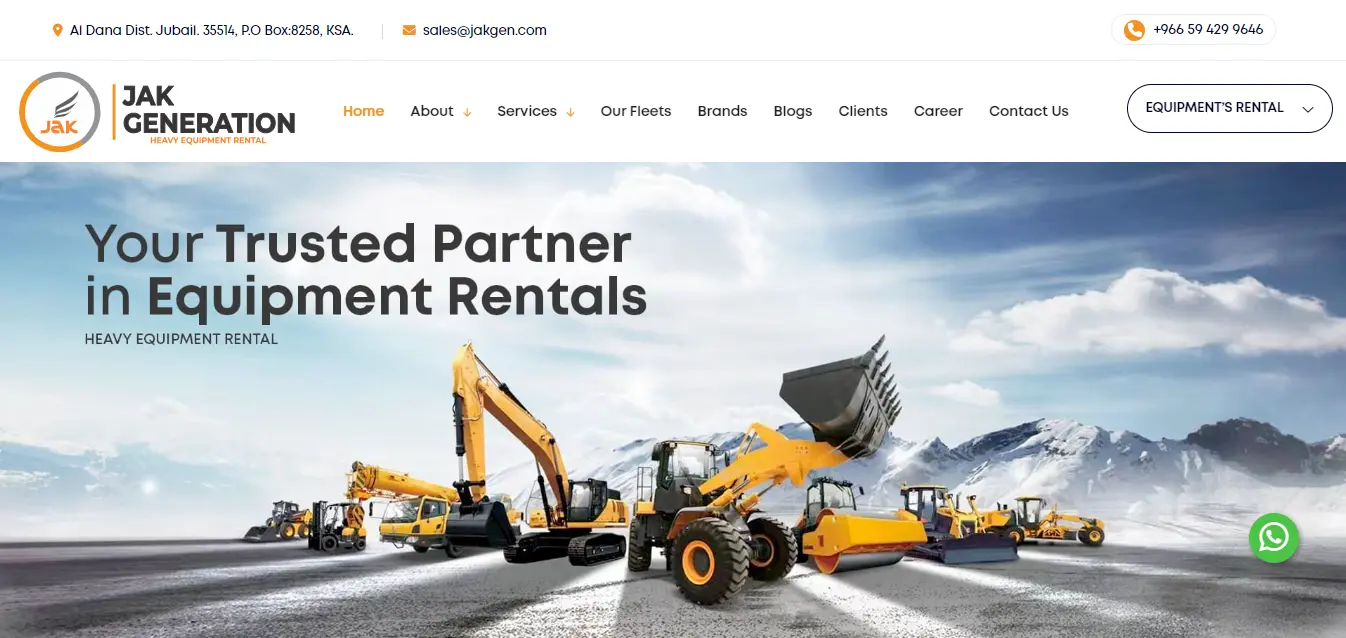 Al Dana Dist. Jubail. 35514, P.O Box:8258, KSA.
sales@jakgen.com
+966 59 429 9646
JAK
JAK
GENERATION
HEAVY EQUIPMENT RENTAL
Home About Services Our Fleets Brands Blogs Clients Career Contact Us
EQUIPMENT'S RENTAL
Your Trusted Partner
in Equipment Rentals
HEAVY EQUIPMENT RENTAL